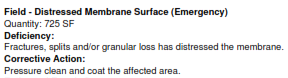 Field - Distressed Membrane Surface (Emergency)
Quantity: 725 SF
Deficiency:
Fractures, splits and/or granular loss has distressed the membrane.
Corrective Action:
Pressure clean and coat the affected area.